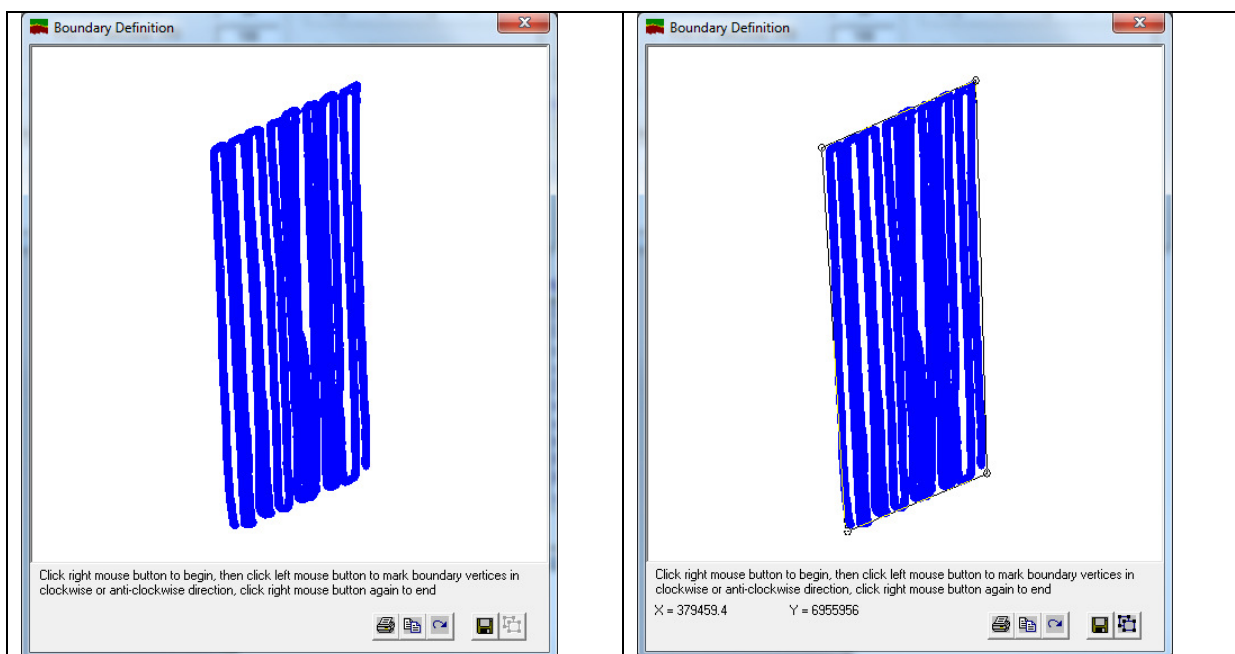 Boundary Definition
Click right mouse button to begin, then click left mouse button to mark boundary vertices in
clockwise or anti-clockwise direction, click right mouse button again to end
Boundary Definition
Click right mouse button to begin, then click left mouse button to mark boundary vertices in
clockwise or anti-clockwise direction, click right mouse button again to end
X = 379459.4 Y = 6955956